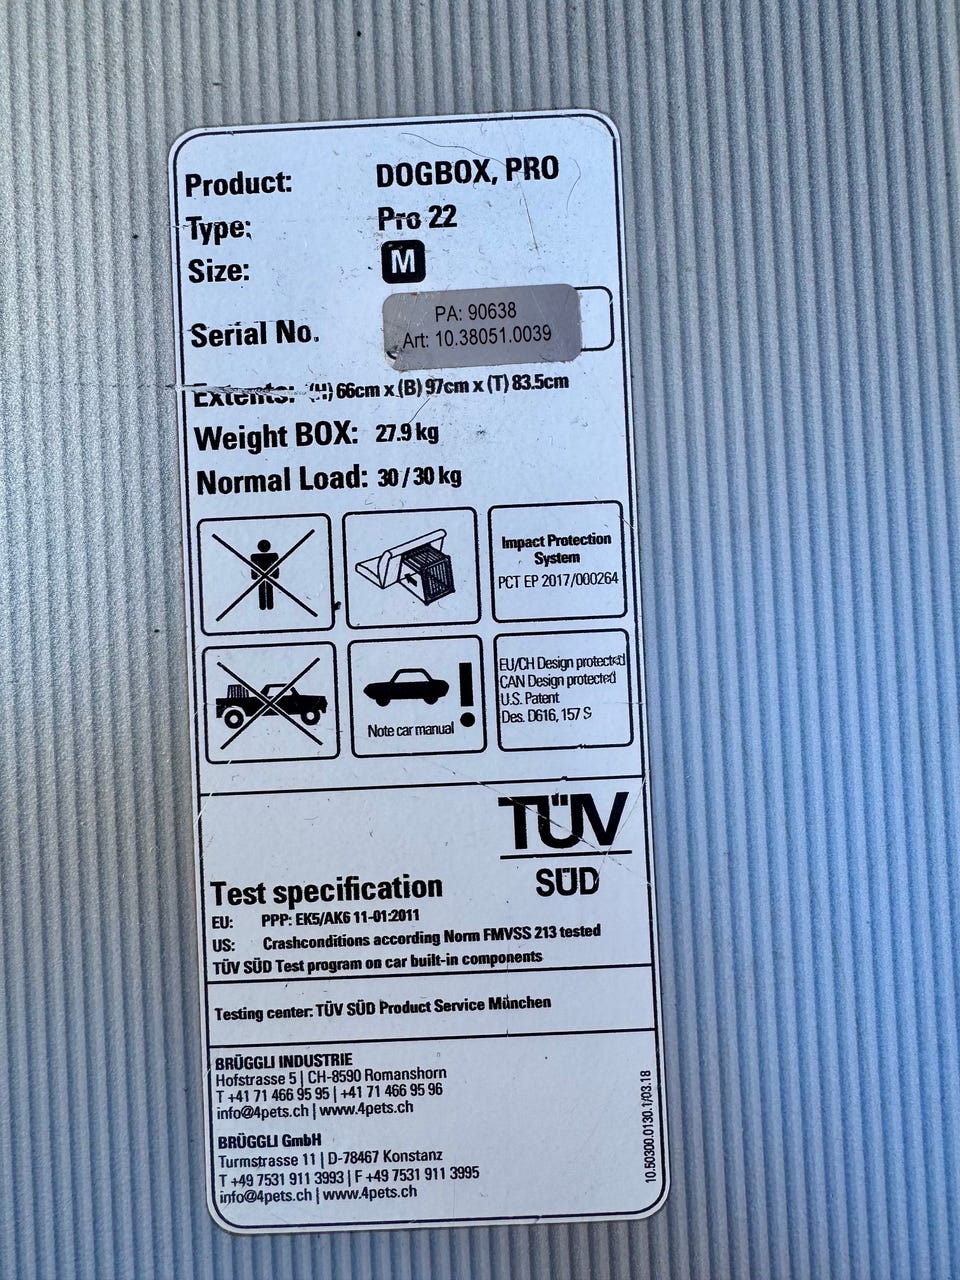 Product: DOGBOX, PRO
Type: Pro 22
Size: M
Serial No. PA: 90638
Art: 10.38051.0039
Extents: (H) 66cm x (B) 97cm x (T) 83.5cm
Weight BOX: 27.9 kg
Normal Load: 30 / 30 kg
Impact Protection
System
PCT EP 2017/000264
Note car manual !
EU/CH Design protected
CAN Design protected
U.S. Patent
Des. D616, 157 S
TÜV
SÜD
Test specification
EU: PPP: EK5/AK6 11-01:2011
US: Crashconditions according Norm FMVSS 213 tested
TÜV SÜD Test program on car built-in components
Testing center: TÜV SÜD Product Service München
BRÜGGLI INDUSTRIE
Hofstrasse 5 | CH-8590 Romanshorn
T +41 71 466 95 95 | +41 71 466 95 96
info@4pets.ch | www.4pets.ch
BRÜGGLI GmbH
Turmstrasse 11 | D-78467 Konstanz
T +49 7531 911 3993 | F +49 7531 911 3995
info@4pets.ch | www.4pets.ch
10.50300.0130.1/03.18